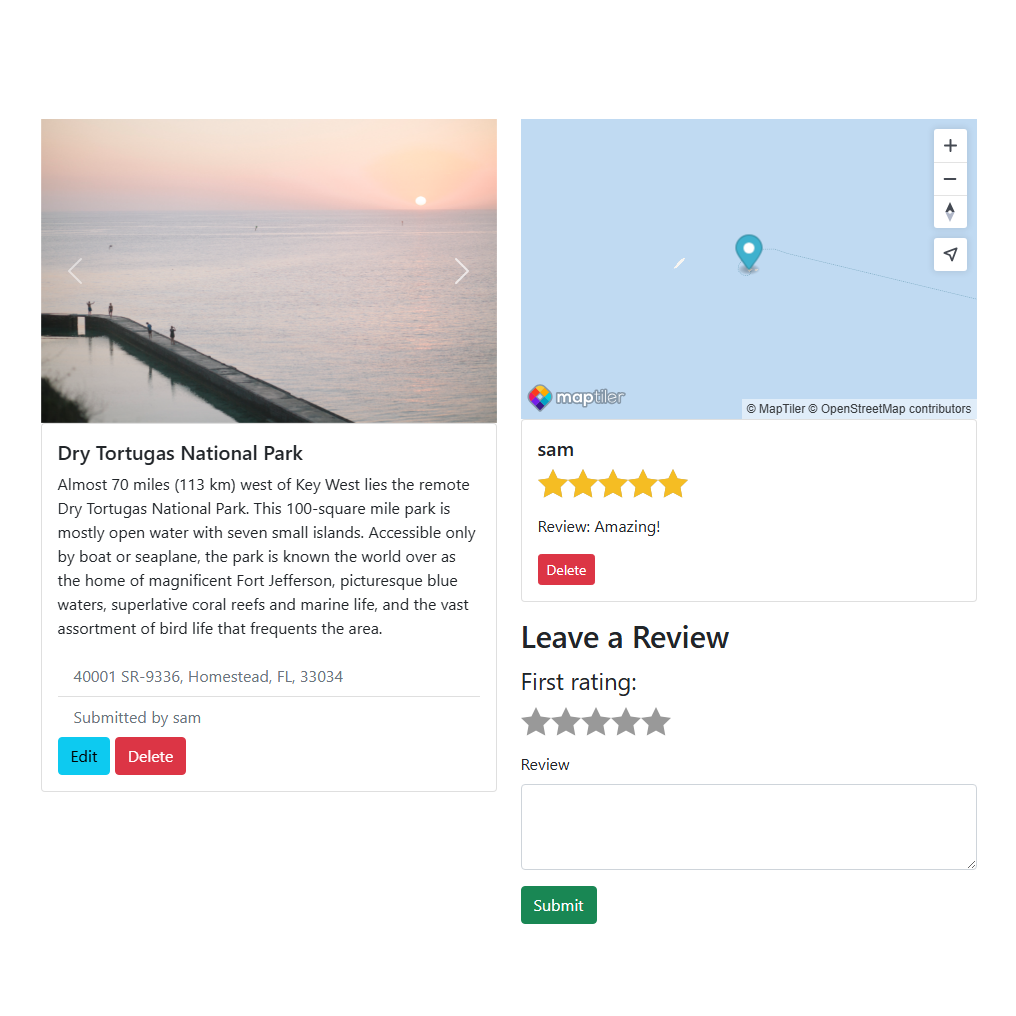 Dry Tortugas National Park
Almost 70 miles (113 km) west of Key West lies the remote
Dry Tortugas National Park. This 100-square mile park is
mostly open water with seven small islands. Accessible only
by boat or seaplane, the park is known the world over as
the home of magnificent Fort Jefferson, picturesque blue
waters, superlative coral reefs and marine life, and the vast
assortment of bird life that frequents the area.
40001 SR-9336, Homestead, FL, 33034
Submitted by sam
Edit Delete
maptiler
© MapTiler © OpenStreetMap contributors
sam
Review: Amazing!
Delete
Leave a Review
First rating:
Review
Submit